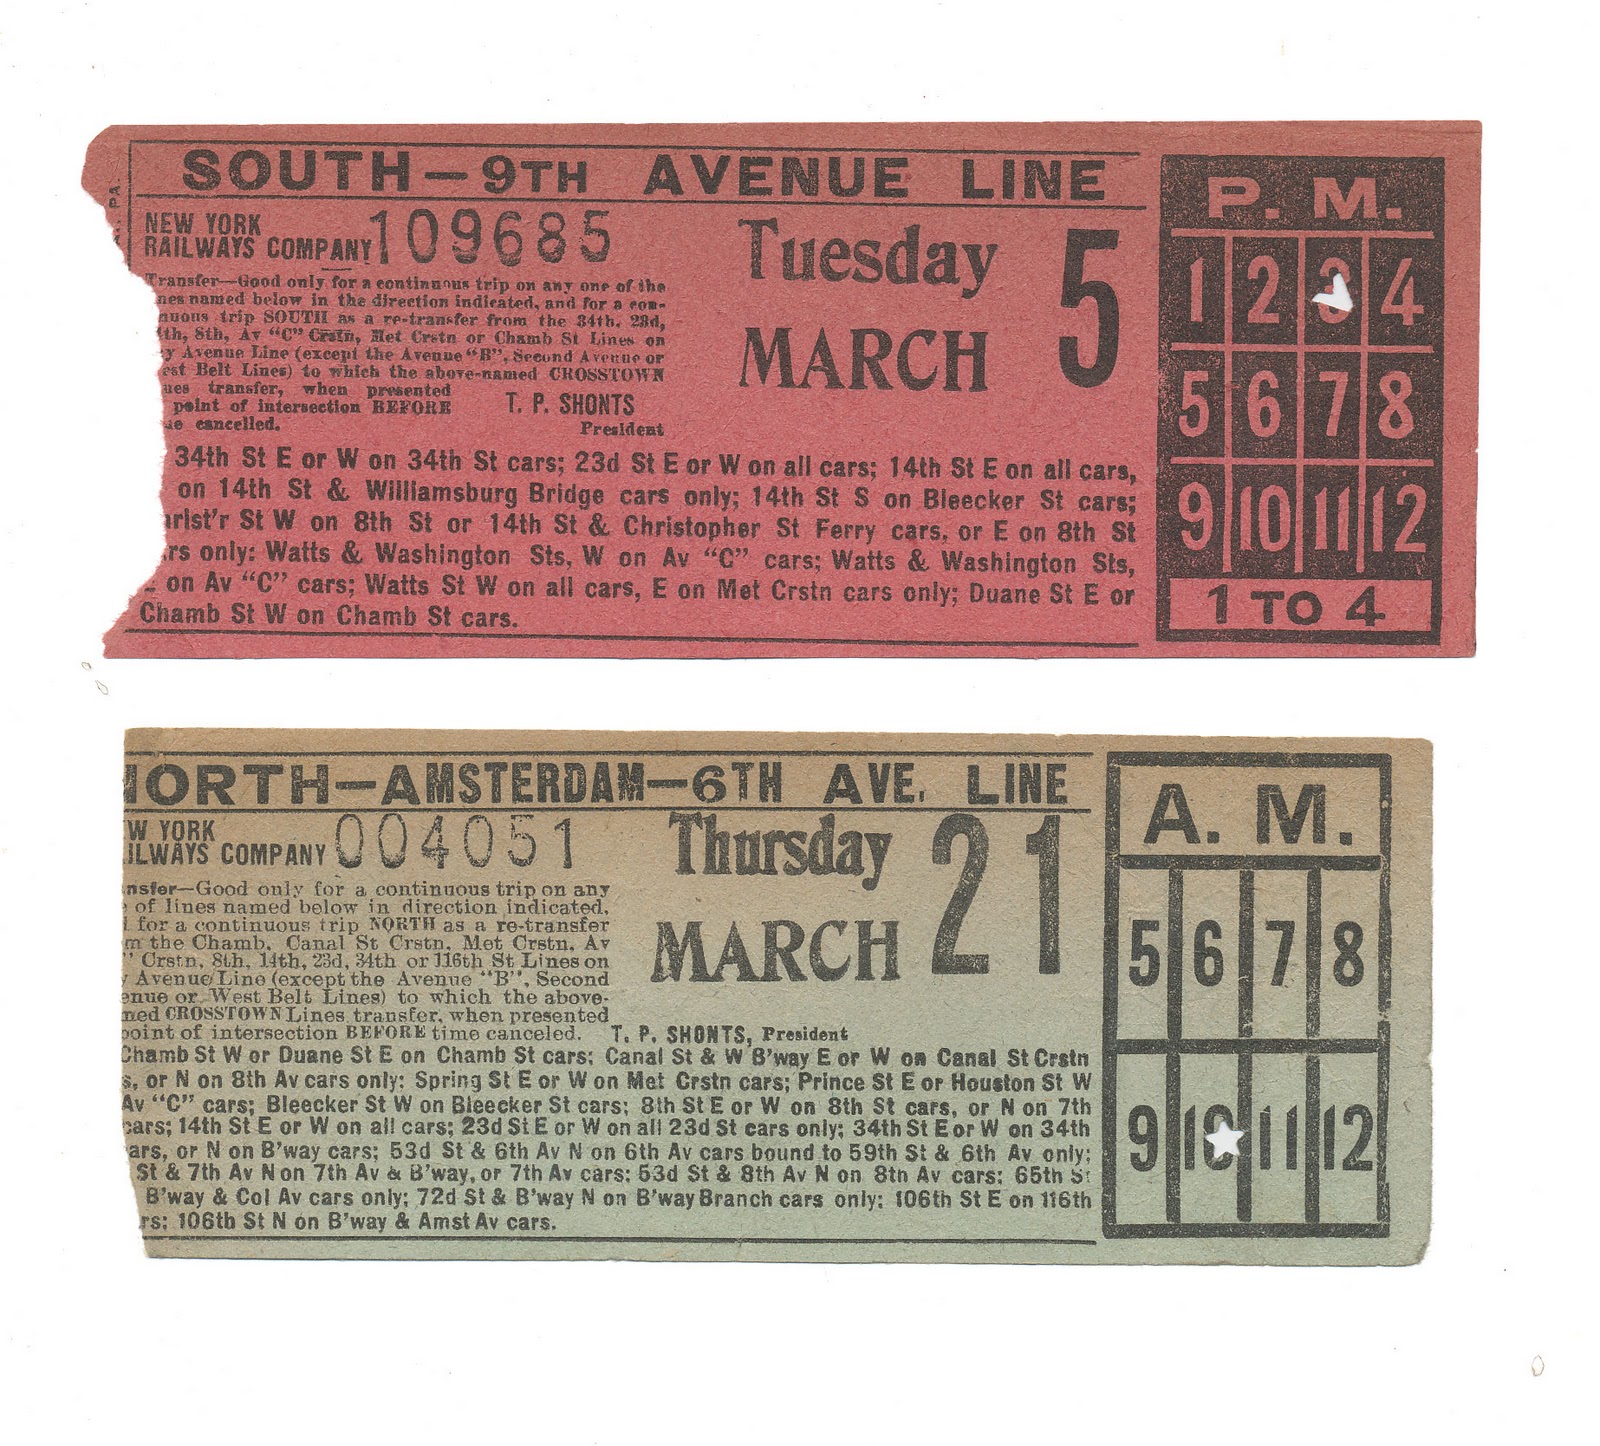 SOUTH—9TH AVENUE LINE
PA.
NEW YORK
RAILWAYS COMPANY 109685
Transfer—Good only for a continuous trip on any one of the
nes named below in the direction indicated, and for a con-
nuous trip SOUTH as a re-transfer from the 34th, 23d,
th, 8th, Av "C" Crstn, Met Crstn or Chamb St Lines on
y Avenue Line (except the Avenue "B", Second Avenue or
est Belt Lines) to which the above-named CROSSTOWN
nes transfer, when presented
point of intersection BEFORE
ne cancelled.
T. P. SHONTS
President
Tuesday
MARCH 5
34th St E or W on 34th St cars; 23d St E or W on all cars; 14th St E on all cars,
on 14th St & Williamsburg Bridge cars only; 14th St S on Bleecker St cars;
hrist'r St W on 8th St or 14th St & Christopher St Ferry cars, or E on 8th St
rs only: Watts & Washington Sts, W on Av "C" cars; Watts & Washington Sts,
E on Av "C" cars; Watts St W on all cars, E on Met Crstn cars only; Duane St E or
Chamb St W on Chamb St cars.
P. M.
1 2 3 4
5 6 7 8
9 10 11 12
1 TO 4
NORTH—AMSTERDAM—6TH AVE. LINE
W YORK
ILWAYS COMPANY 004051
nsfer—Good only for a continuous trip on any
of lines named below in direction indicated,
for a continuous trip NORTH as a re-transfer
m the Chamb, Canal St Crstn, Met Crstn, Av
" Crstn, 8th, 14th, 23d, 34th or 116th St Lines on
y Avenue Line (except the Avenue "B", Second
enue or West Belt Lines) to which the above-
ned CROSSTOWN Lines transfer, when presented
point of intersection BEFORE time canceled. T. P. SHONTS, President
Thursday
MARCH 21
Chamb St W or Duane St E on Chamb St cars; Canal St & W B'way E or W on Canal St Crstn
s, or N on 8th Av cars only; Spring St E or W on Met Crstn cars; Prince St E or Houston St W
Av "C" cars; Bleecker St W on Bleecker St cars; 8th St E or W on 8th St cars, or N on 7th
cars; 14th St E or W on all cars; 23d St E or W on all 23d St cars only; 34th St E or W on 34th
ars, or N on B'way cars; 53d St & 6th Av N on 6th Av cars bound to 59th St & 6th Av only;
St & 7th Av N on 7th Av & B'way, or 7th Av cars; 53d St & 8th Av N on 8th Av cars; 65th St
B'way & Col Av cars only; 72d St & B'way N on B'way Branch cars only; 106th St E on 116th
rs; 106th St N on B'way & Amst Av cars.
A. M.
5 6 7 8
9 10 11 12